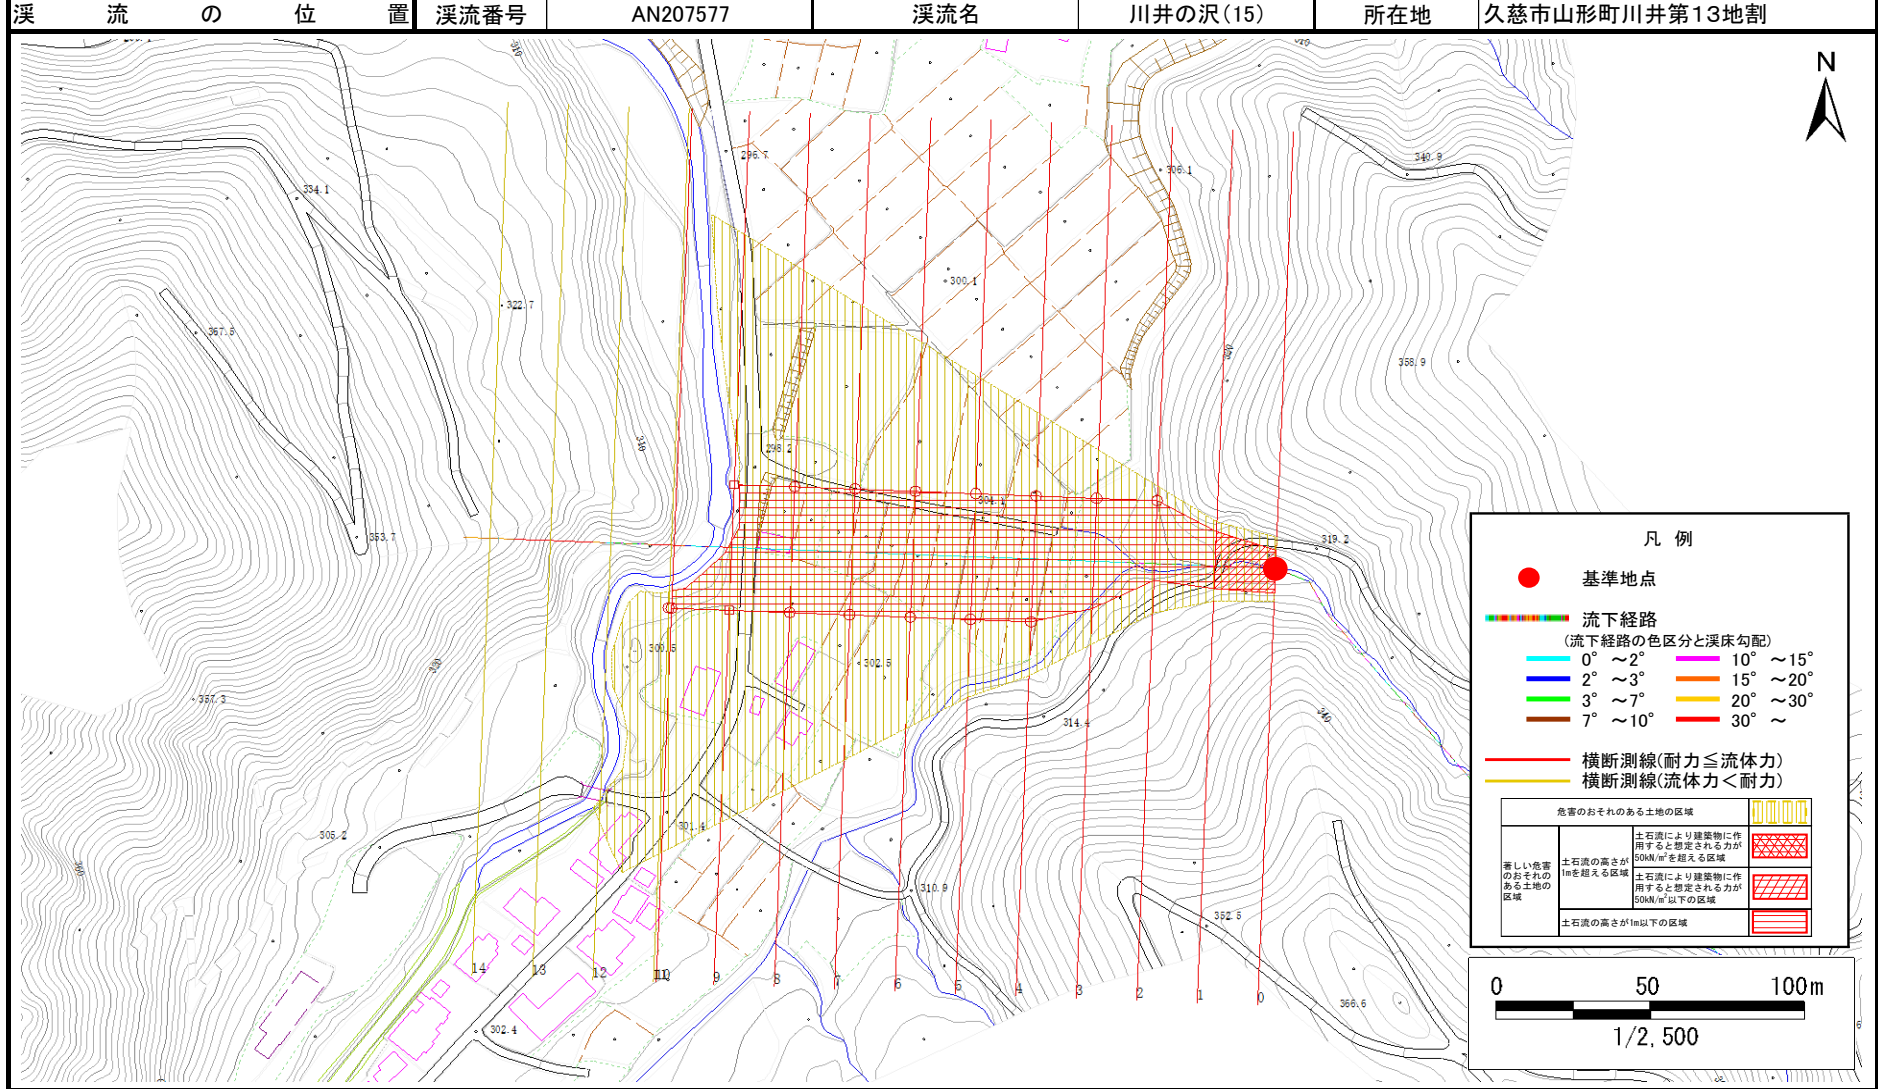 渓流の位置 渓流番号 AN207577 渓流名 川井の沢(15) 所在地 久慈市山形町川井第13地割
N
310
296.7
306.1
340.9
334.1
322.7
300.1
367.5
358.9
310
298.2
301.1
353.7
319.2
300.5
302.5
320
357.3
314.4
340
305.2
301.4
360
310.9
352.5
366.6
302.4
14 13 12 11 10 9 8 7 6 5 4 3 2 1 0
凡例
基準地点
流下経路
(流下経路の色区分と渓床勾配)
0° ~2° 10° ~15°
2° ~3° 15° ~20°
3° ~7° 20° ~30°
7° ~10° 30° ~
横断測線(耐力≦流体力)
横断測線(流体力<耐力)
危害のおそれのある土地の区域
著しい危害のおそれのある土地の区域
土石流の高さが1mを超える区域
土石流により建築物に作用すると想定される力が50kN/m²を超える区域
土石流により建築物に作用すると想定される力が50kN/m²以下の区域
土石流の高さが1m以下の区域
0 50 100m
1/2,500